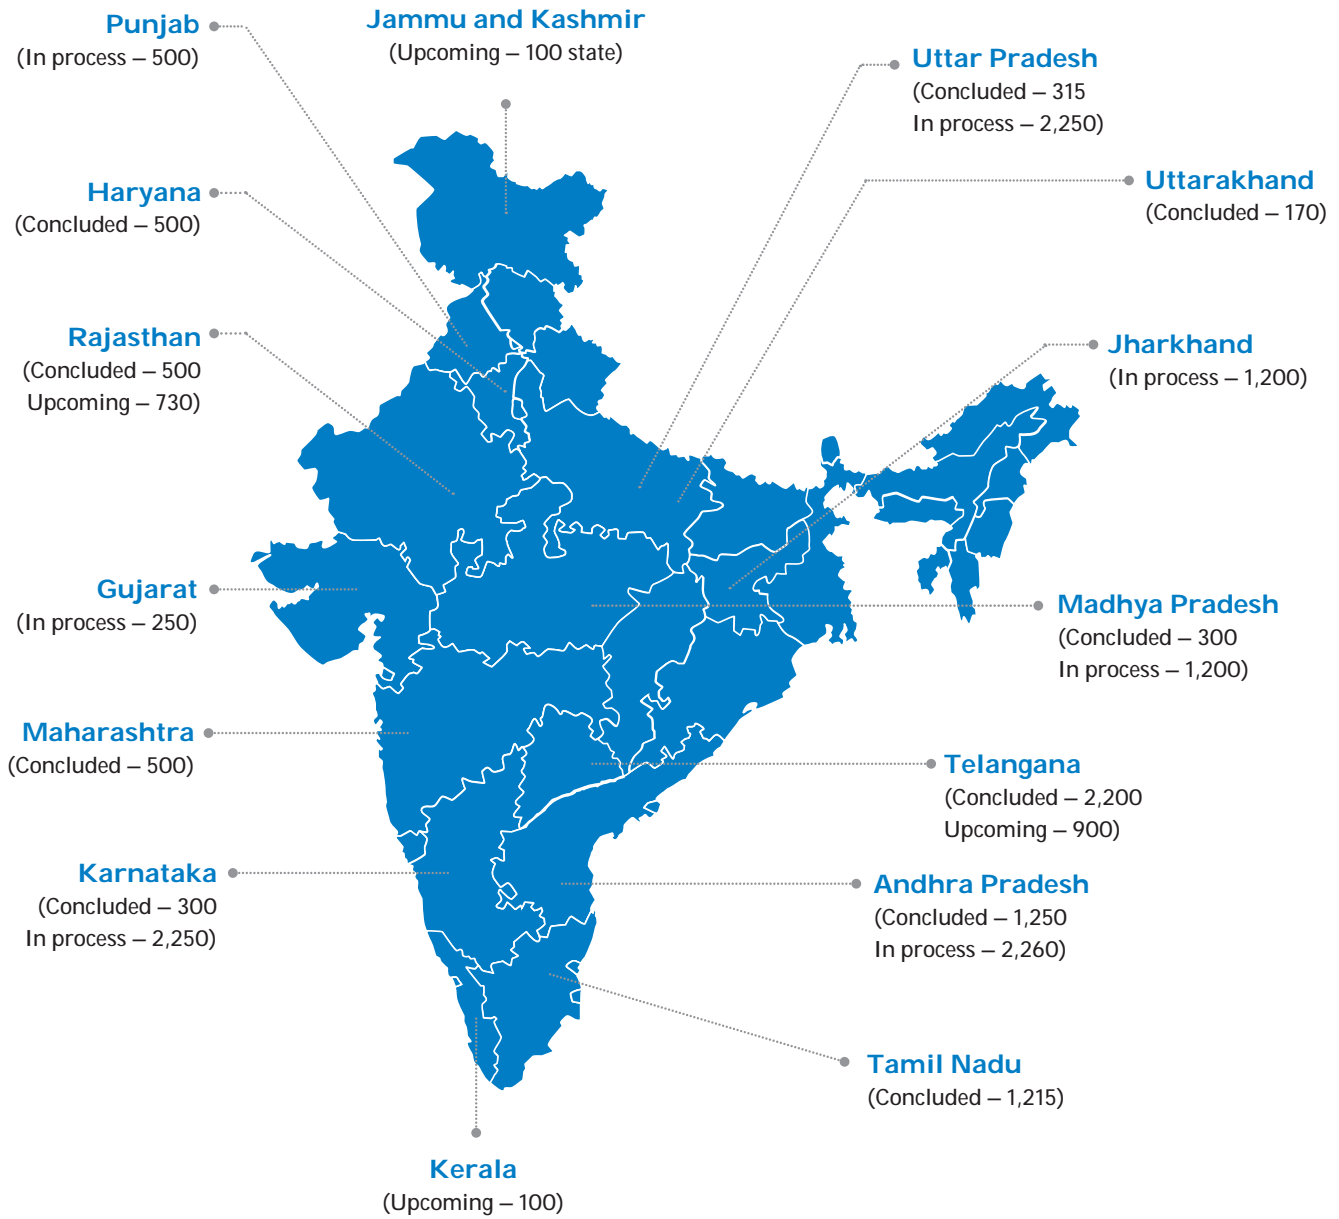 Punjab
(In process – 500)
Jammu and Kashmir
(Upcoming – 100 state)
Uttar Pradesh
(Concluded – 315
In process – 2,250)
Haryana
(Concluded – 500)
Uttarakhand
(Concluded – 170)
Rajasthan
(Concluded – 500
Upcoming – 730)
Jharkhand
(In process – 1,200)
Gujarat
(In process – 250)
Madhya Pradesh
(Concluded – 300
In process – 1,200)
Maharashtra
(Concluded – 500)
Telangana
(Concluded – 2,200
Upcoming – 900)
Karnataka
(Concluded – 300
In process – 2,250)
Andhra Pradesh
(Concluded – 1,250
In process – 2,260)
Tamil Nadu
(Concluded – 1,215)
Kerala
(Upcoming – 100)